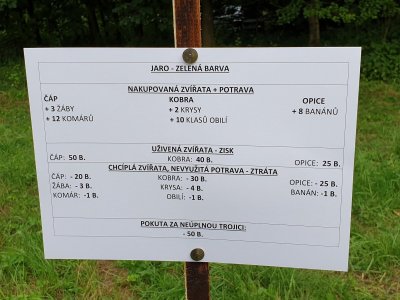 JARO - ZELENÁ BARVA
NAKUPOVANÁ ZVÍŘATA + POTRAVA
ČÁP KOBRA OPICE
+ 3 ŽÁBY + 2 KRYSY + 8 BANÁNŮ
+ 12 KOMÁRŮ + 10 KLASŮ OBILÍ
UŽIVENÁ ZVÍŘATA - ZISK
ČÁP: 50 B. KOBRA: 40 B. OPICE: 25 B.
CHCÍPLÁ ZVÍŘATA, NEVYUŽITÁ POTRAVA - ZTRÁTA
ČÁP: - 20 B. KOBRA: - 30 B. OPICE: - 25 B.
ŽÁBA: - 3 B. KRYSA: - 4 B. BANÁN: -1 B.
KOMÁR: -1 B. OBILÍ: -1 B.
POKUTA ZA NEÚPLNOU TROJICI:
- 50 B.